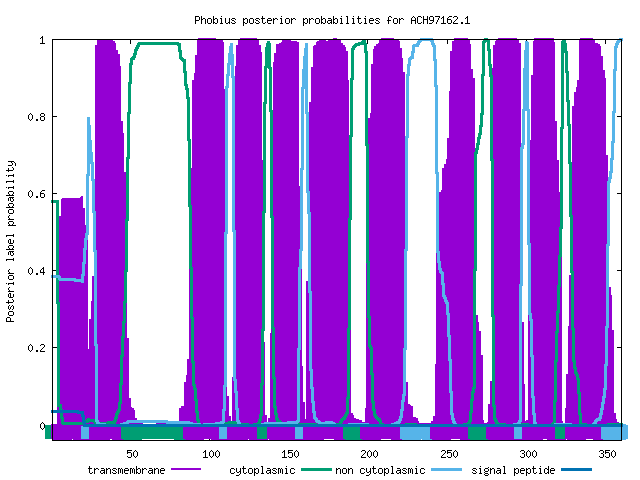 Phobius posterior probabilities for ACH97162.1
Posterior label probability
1
0.8
0.6
0.4
0.2
0
50 100 150 200 250 300 350
transmembrane cytoplasmic non cytoplasmic signal peptide